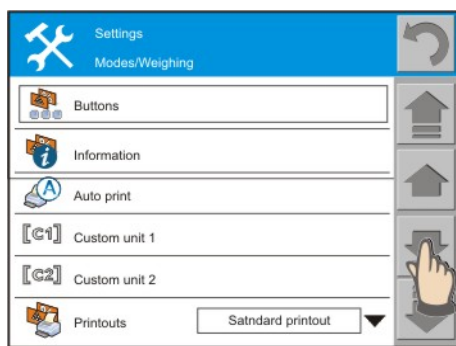 Settings
Modes/Weighing
Buttons
i Information
A Auto print
[C1] Custom unit 1
[C2] Custom unit 2
Printouts Satndard printout